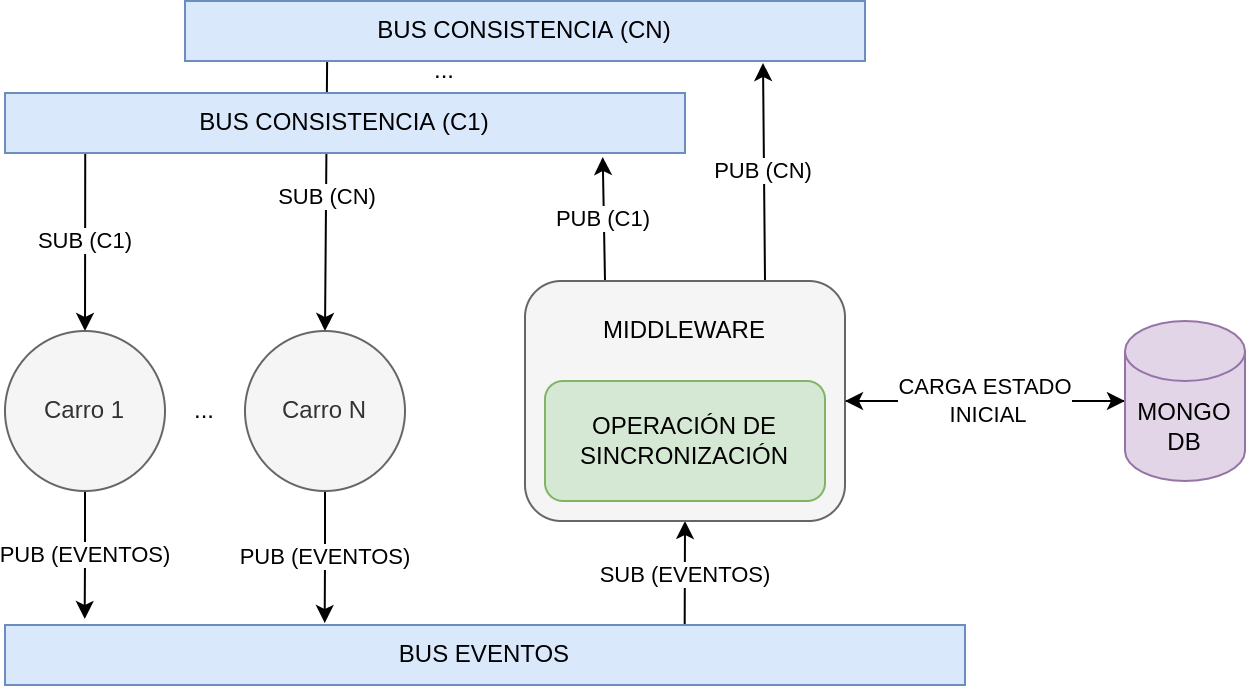 BUS CONSISTENCIA (CN)
...
BUS CONSISTENCIA (C1)
SUB (C1)
SUB (CN)
PUB (C1)
PUB (CN)
Carro 1
...
Carro N
MIDDLEWARE
OPERACIÓN DE
SINCRONIZACIÓN
CARGA ESTADO
INICIAL
MONGO
DB
PUB (EVENTOS)
PUB (EVENTOS)
SUB (EVENTOS)
BUS EVENTOS